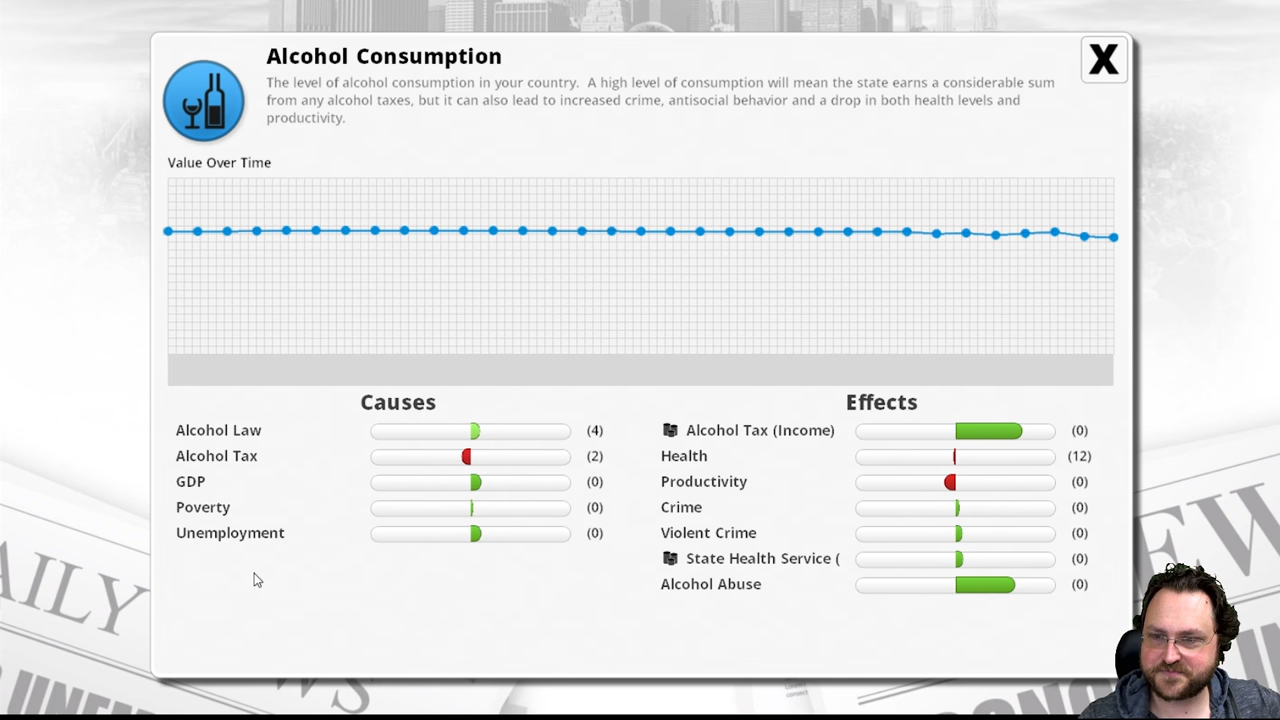 Alcohol Consumption
X
The level of alcohol consumption in your country. A high level of consumption will mean the state earns a considerable sum
from any alcohol taxes, but it can also lead to increased crime, antisocial behavior and a drop in both health levels and
productivity.
Value Over Time
Causes
Alcohol Law (4)
Alcohol Tax (2)
GDP (0)
Poverty (0)
Unemployment (0)
Effects
Alcohol Tax (Income) (0)
Health (12)
Productivity (0)
Crime (0)
Violent Crime (0)
State Health Service ( (0)
Alcohol Abuse (0)